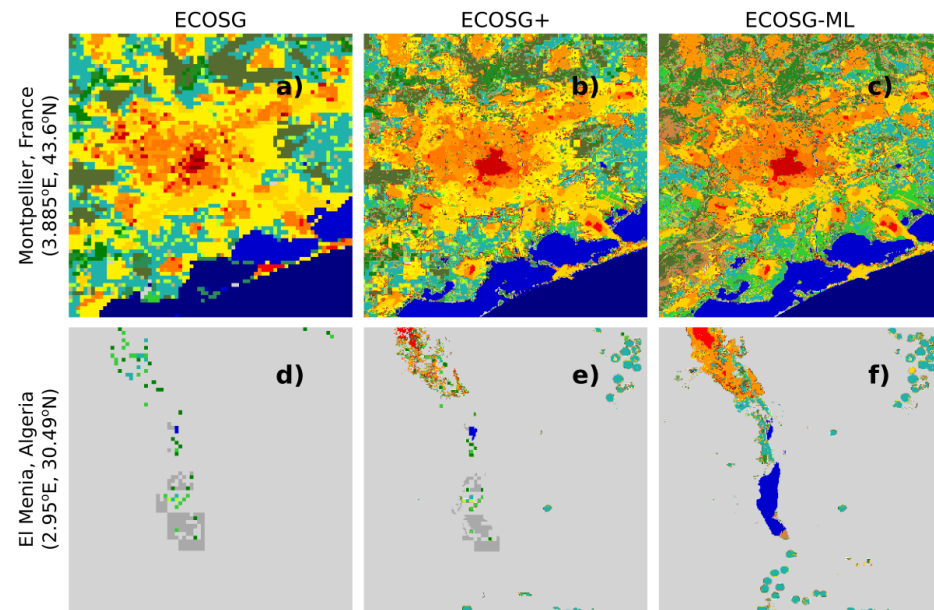 ECOSG ECOSG+ ECOSG-ML
Montpellier, France
(3.885°E, 43.6°N)
a) b) c)
El Menia, Algeria
(2.95°E, 30.49°N)
d) e) f)